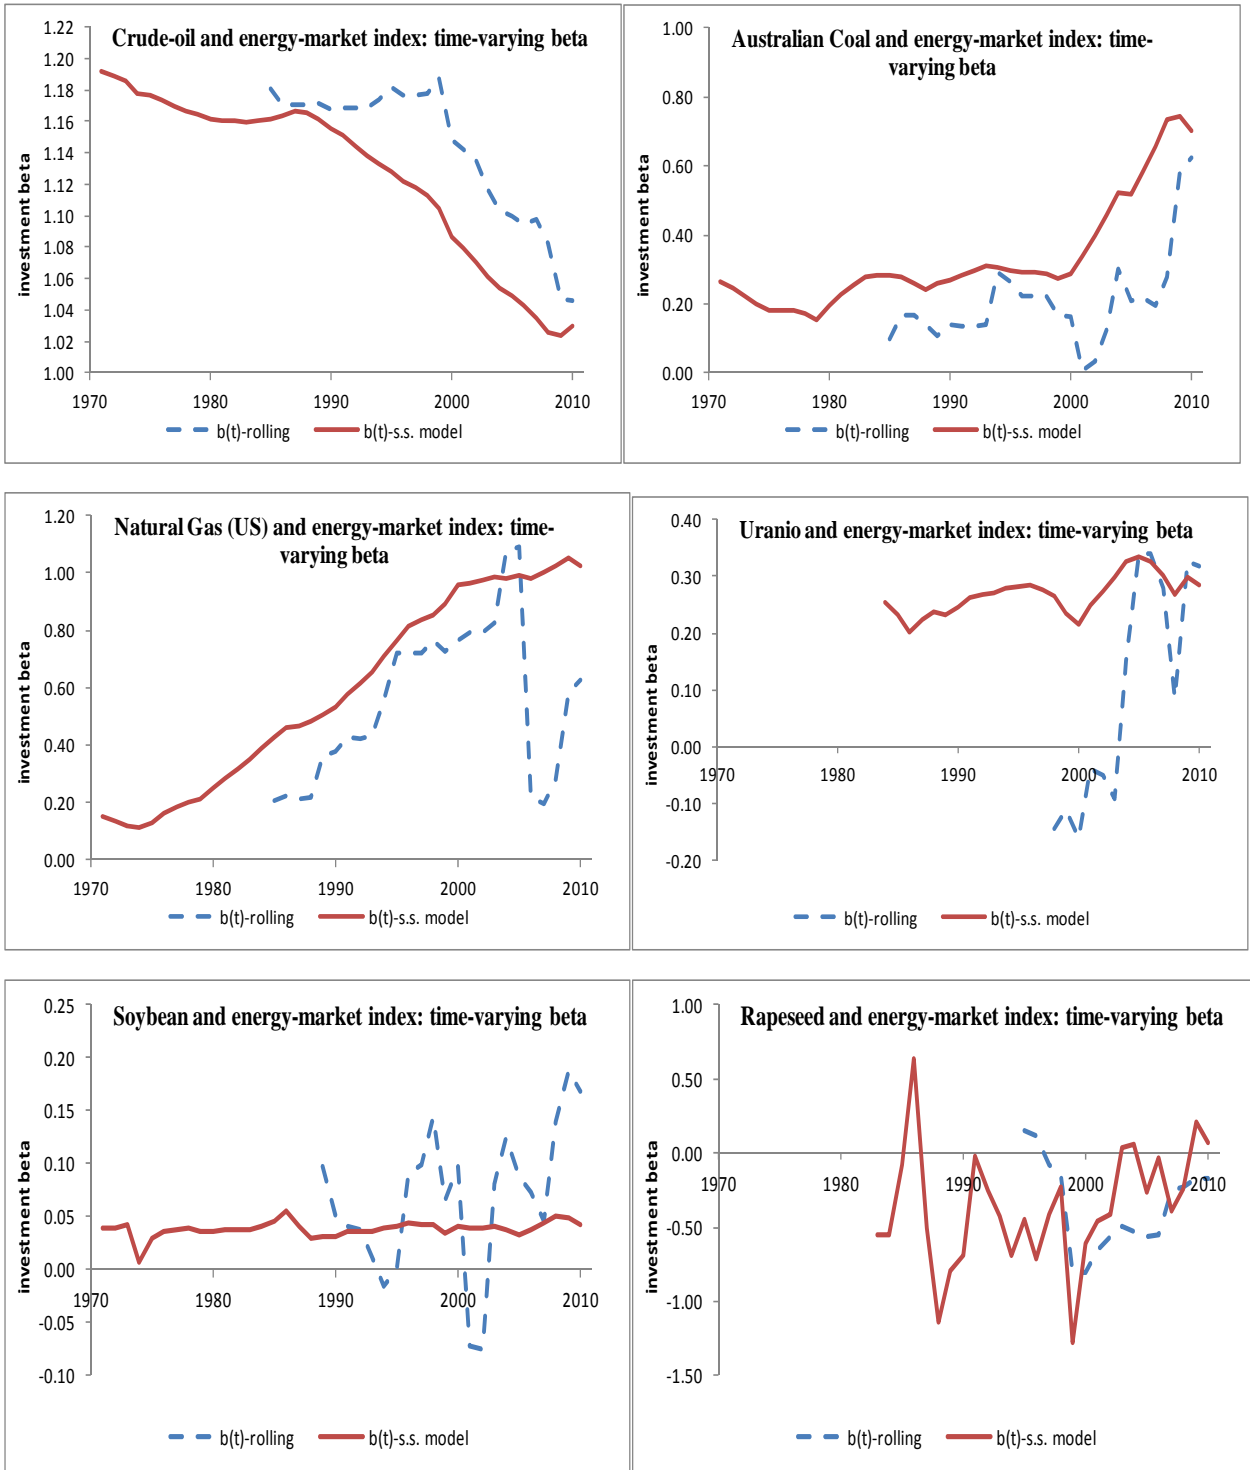 Crude-oil and energy-market index: time-varying beta
investment beta
1.22
1.20
1.18
1.16
1.14
1.12
1.10
1.08
1.06
1.04
1.02
1.00
1970 1980 1990 2000 2010
b(t)-rolling b(t)-s.s. model
Australian Coal and energy-market index: time-
varying beta
investment beta
1.00
0.80
0.60
0.40
0.20
0.00
1970 1980 1990 2000 2010
b(t)-rolling b(t)-s.s. model
Natural Gas (US) and energy-market index: time-
varying beta
investment beta
1.20
1.00
0.80
0.60
0.40
0.20
0.00
1970 1980 1990 2000 2010
b(t)-rolling b(t)-s.s. model
Uranio and energy-market index: time-varying beta
investment beta
0.40
0.30
0.20
0.10
0.00
-0.10
-0.20
1970 1980 1990 2000 2010
b(t)-rolling b(t)-s.s. model
Soybean and energy-market index: time-varying beta
investment beta
0.25
0.20
0.15
0.10
0.05
0.00
-0.05
-0.10
1970 1980 1990 2000 2010
b(t)-rolling b(t)-s.s. model
Rapeseed and energy-market index: time-varying beta
investment beta
1.00
0.50
0.00
-0.50
-1.00
-1.50
1970 1980 1990 2000 2010
b(t)-rolling b(t)-s.s. model